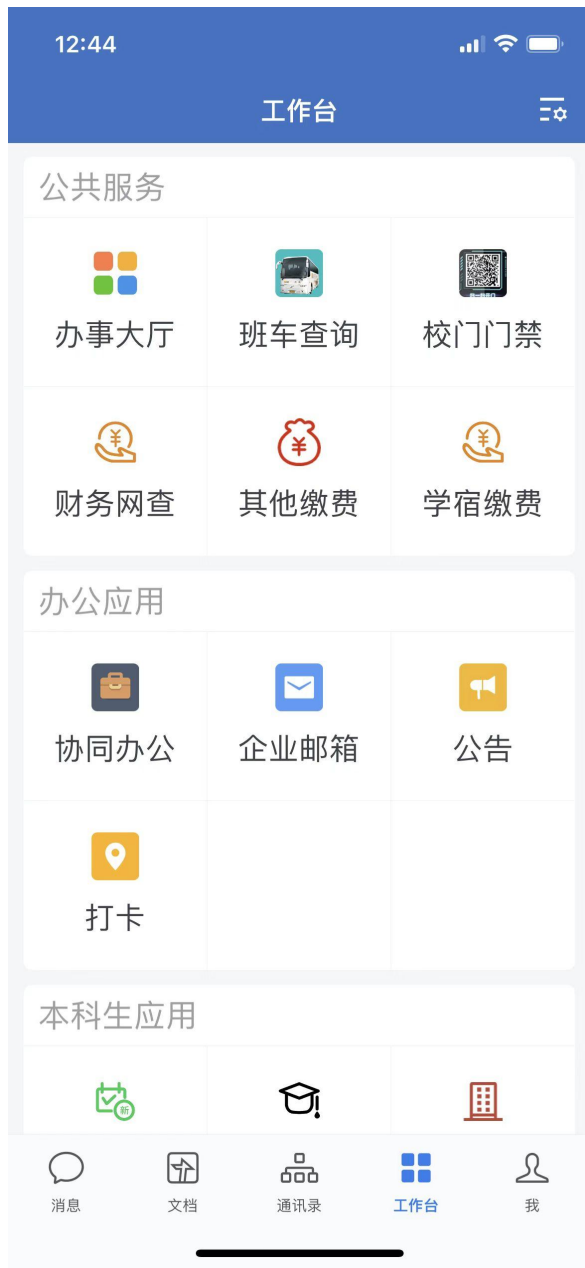 12:44
工作台
公共服务
办事大厅 班车查询 校门门禁
财务网查 其他缴费 学宿缴费
办公应用
协同办公 企业邮箱 公告
打卡
本科生应用
新
消息 文档 通讯录 工作台 我